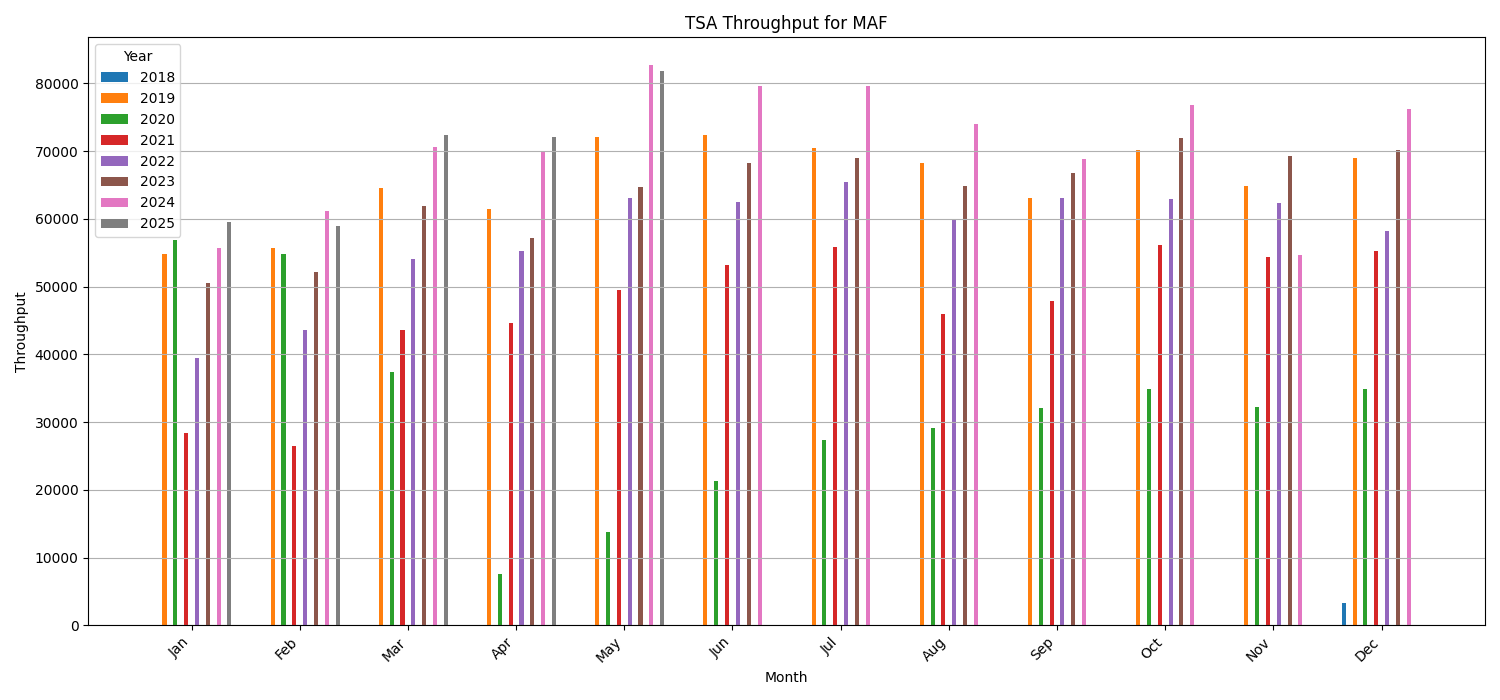 TSA Throughput for MAF
Year
2018
2019
2020
2021
2022
2023
2024
2025
Throughput
80000
70000
60000
50000
40000
30000
20000
10000
0
Jan
Feb
Mar
Apr
May
Jun
Jul
Aug
Sep
Oct
Nov
Dec
Month